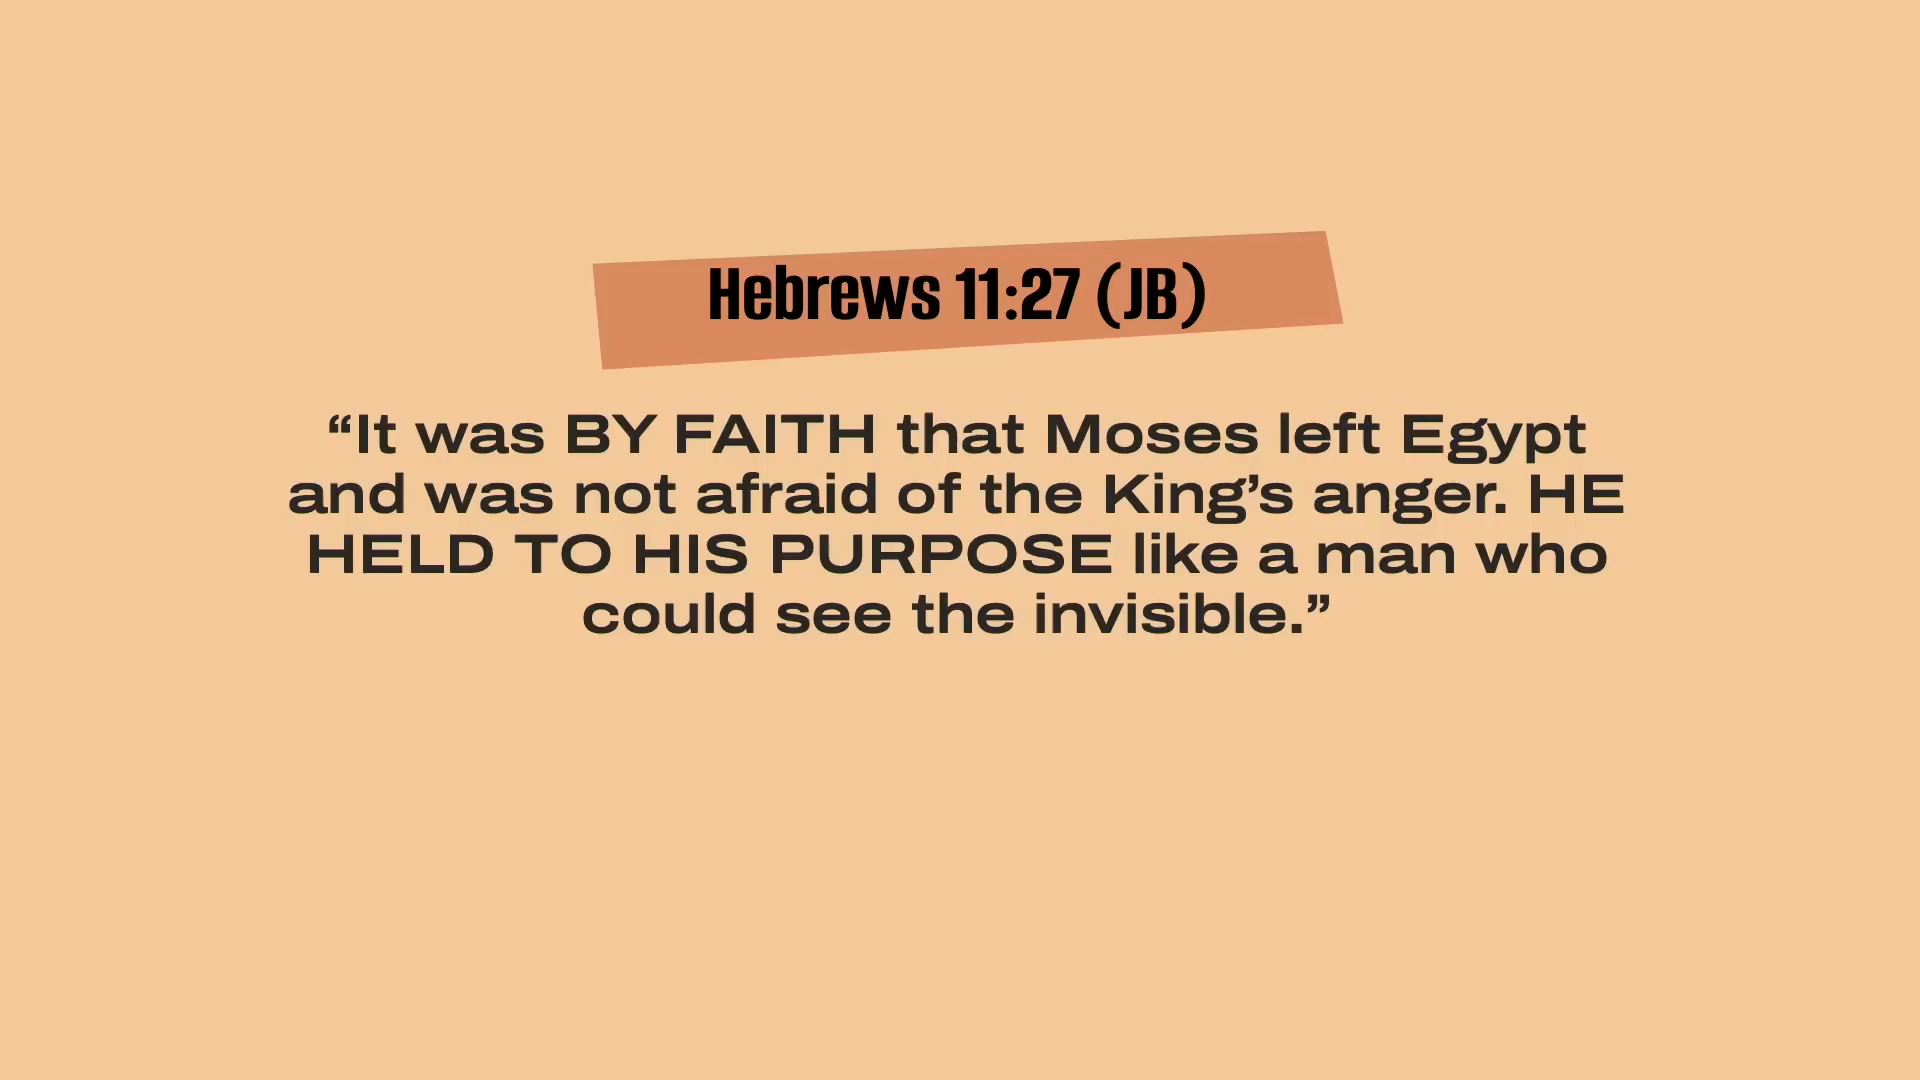 Hebrews 11:27 (JB)
“It was BY FAITH that Moses left Egypt
and was not afraid of the King’s anger. HE
HELD TO HIS PURPOSE like a man who
could see the invisible.”